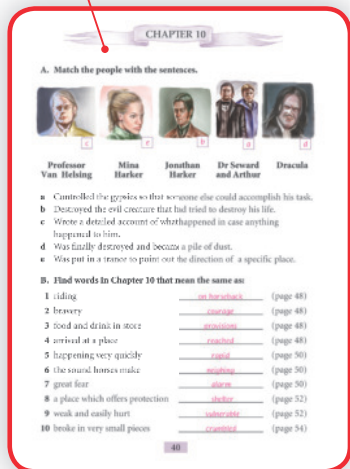 CHAPTER 10
A. Match the people with the sentences.
c e b a d
Professor Van Helsing Mina Harker Jonathan Harker Dr Seward and Arthur Dracula
a Controlled the gypsies so that someone else could accomplish his task.
b Destroyed the evil creature that had tried to destroy his life.
c Wrote a detailed account of what happened in case anything
happened to him.
d Was finally destroyed and became a pile of dust.
e Was put in a trance to point out the direction of a specific place.
B. Find words in Chapter 10 that mean the same as:
1 riding on horseback (page 48)
2 bravery courage (page 48)
3 food and drink in store provisions (page 48)
4 arrived at a place reached (page 48)
5 happening very quickly rapid (page 50)
6 the sound horses make neighing (page 50)
7 great fear alarm (page 50)
8 a place which offers protection shelter (page 52)
9 weak and easily hurt vulnerable (page 52)
10 broke in very small pieces crumbled (page 54)
40